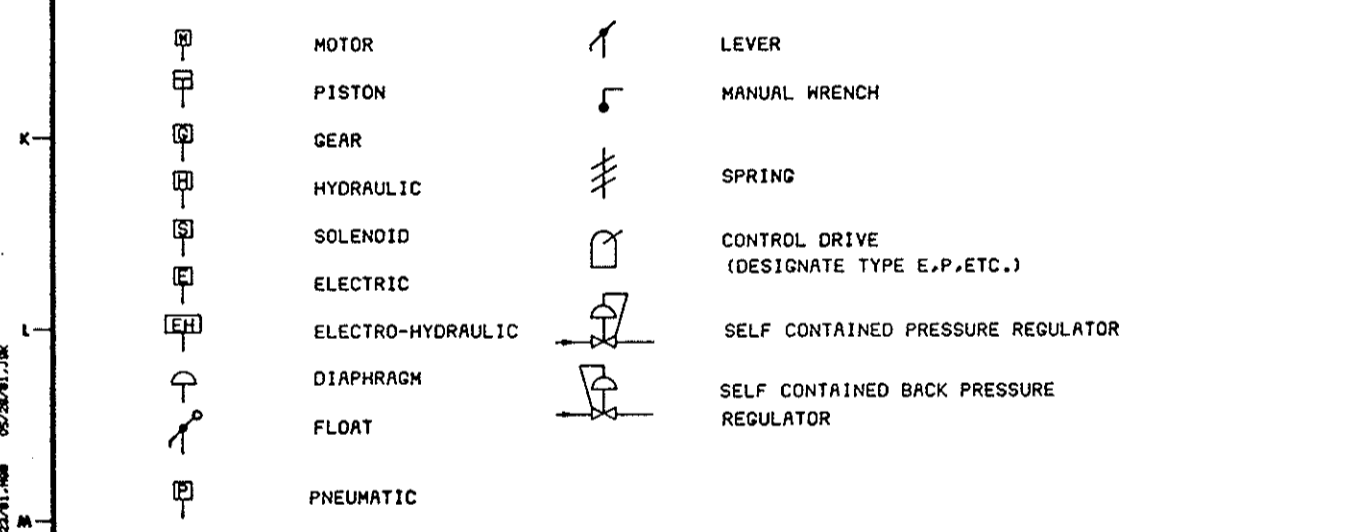 M MOTOR
PISTON
G GEAR
H HYDRAULIC
S SOLENOID
E ELECTRIC
EH ELECTRO-HYDRAULIC
DIAPHRAGM
FLOAT
P PNEUMATIC
LEVER
MANUAL WRENCH
SPRING
CONTROL DRIVE
(DESIGNATE TYPE E,P,ETC.)
SELF CONTAINED PRESSURE REGULATOR
SELF CONTAINED BACK PRESSURE
REGULATOR
K
L
M